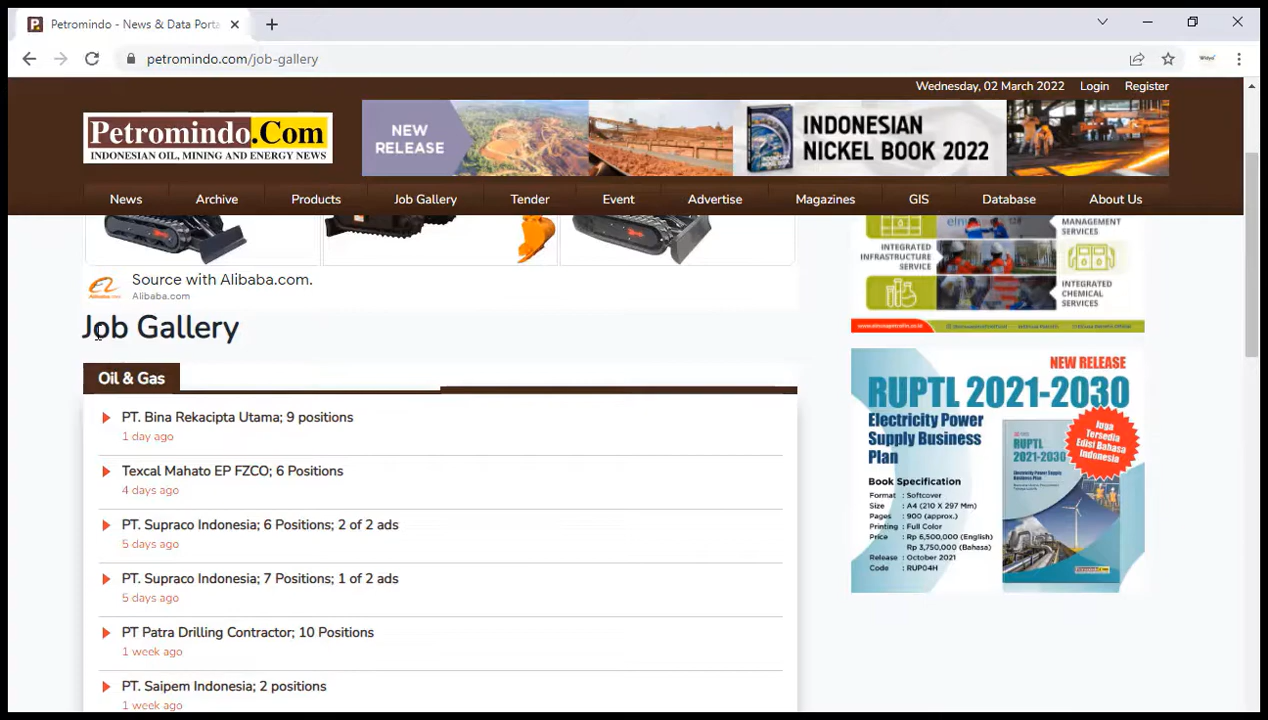 Petromindo - News & Data Porta
petromindo.com/job-gallery
Wednesday, 02 March 2022 Login Register
Petromindo.Com
INDONESIAN OIL, MINING AND ENERGY NEWS
NEW
RELEASE
INDONESIAN
NICKEL BOOK 2022
News Archive Products Job Gallery Tender Event Advertise Magazines GIS Database About Us
MANAGEMENT
SERVICES
INTEGRATED
INFRASTRUCTURE
SERVICE
INTEGRATED
CHEMICAL
SERVICES
Source with Alibaba.com.
Alibaba.com
Job Gallery
Oil & Gas
PT. Bina Rekacipta Utama; 9 positions
1 day ago
Texcal Mahato EP FZCO; 6 Positions
4 days ago
PT. Supraco Indonesia; 6 Positions; 2 of 2 ads
5 days ago
PT. Supraco Indonesia; 7 Positions; 1 of 2 ads
5 days ago
PT Patra Drilling Contractor; 10 Positions
1 week ago
PT. Saipem Indonesia; 2 positions
1 week ago
NEW RELEASE
RUPTL 2021-2030
Electricity Power
Supply Business
Plan
Juga
Tersedia
Edisi Bahasa
Indonesia
Book Specification
Format : Softcover
Size : A4 (210 X 297 Mm)
Pages : 900 (approx.)
Printing : Full Color
Price : Rp 6,500,000 (English)
Rp 3,750,000 (Bahasa)
Release : October 2021
Code : RUP04H